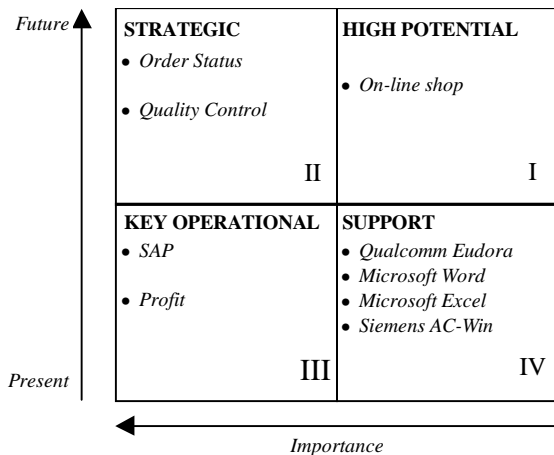 Future
STRATEGIC
• Order Status
• Quality Control
II
HIGH POTENTIAL
• On-line shop
I
KEY OPERATIONAL
• SAP
• Profit
III
SUPPORT
• Qualcomm Eudora
• Microsoft Word
• Microsoft Excel
• Siemens AC-Win
IV
Present
Importance